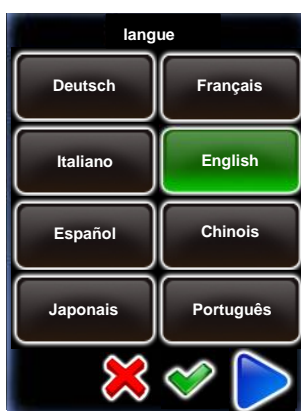 langue
Deutsch Français
Italiano English
Español Chinois
Japonais Português